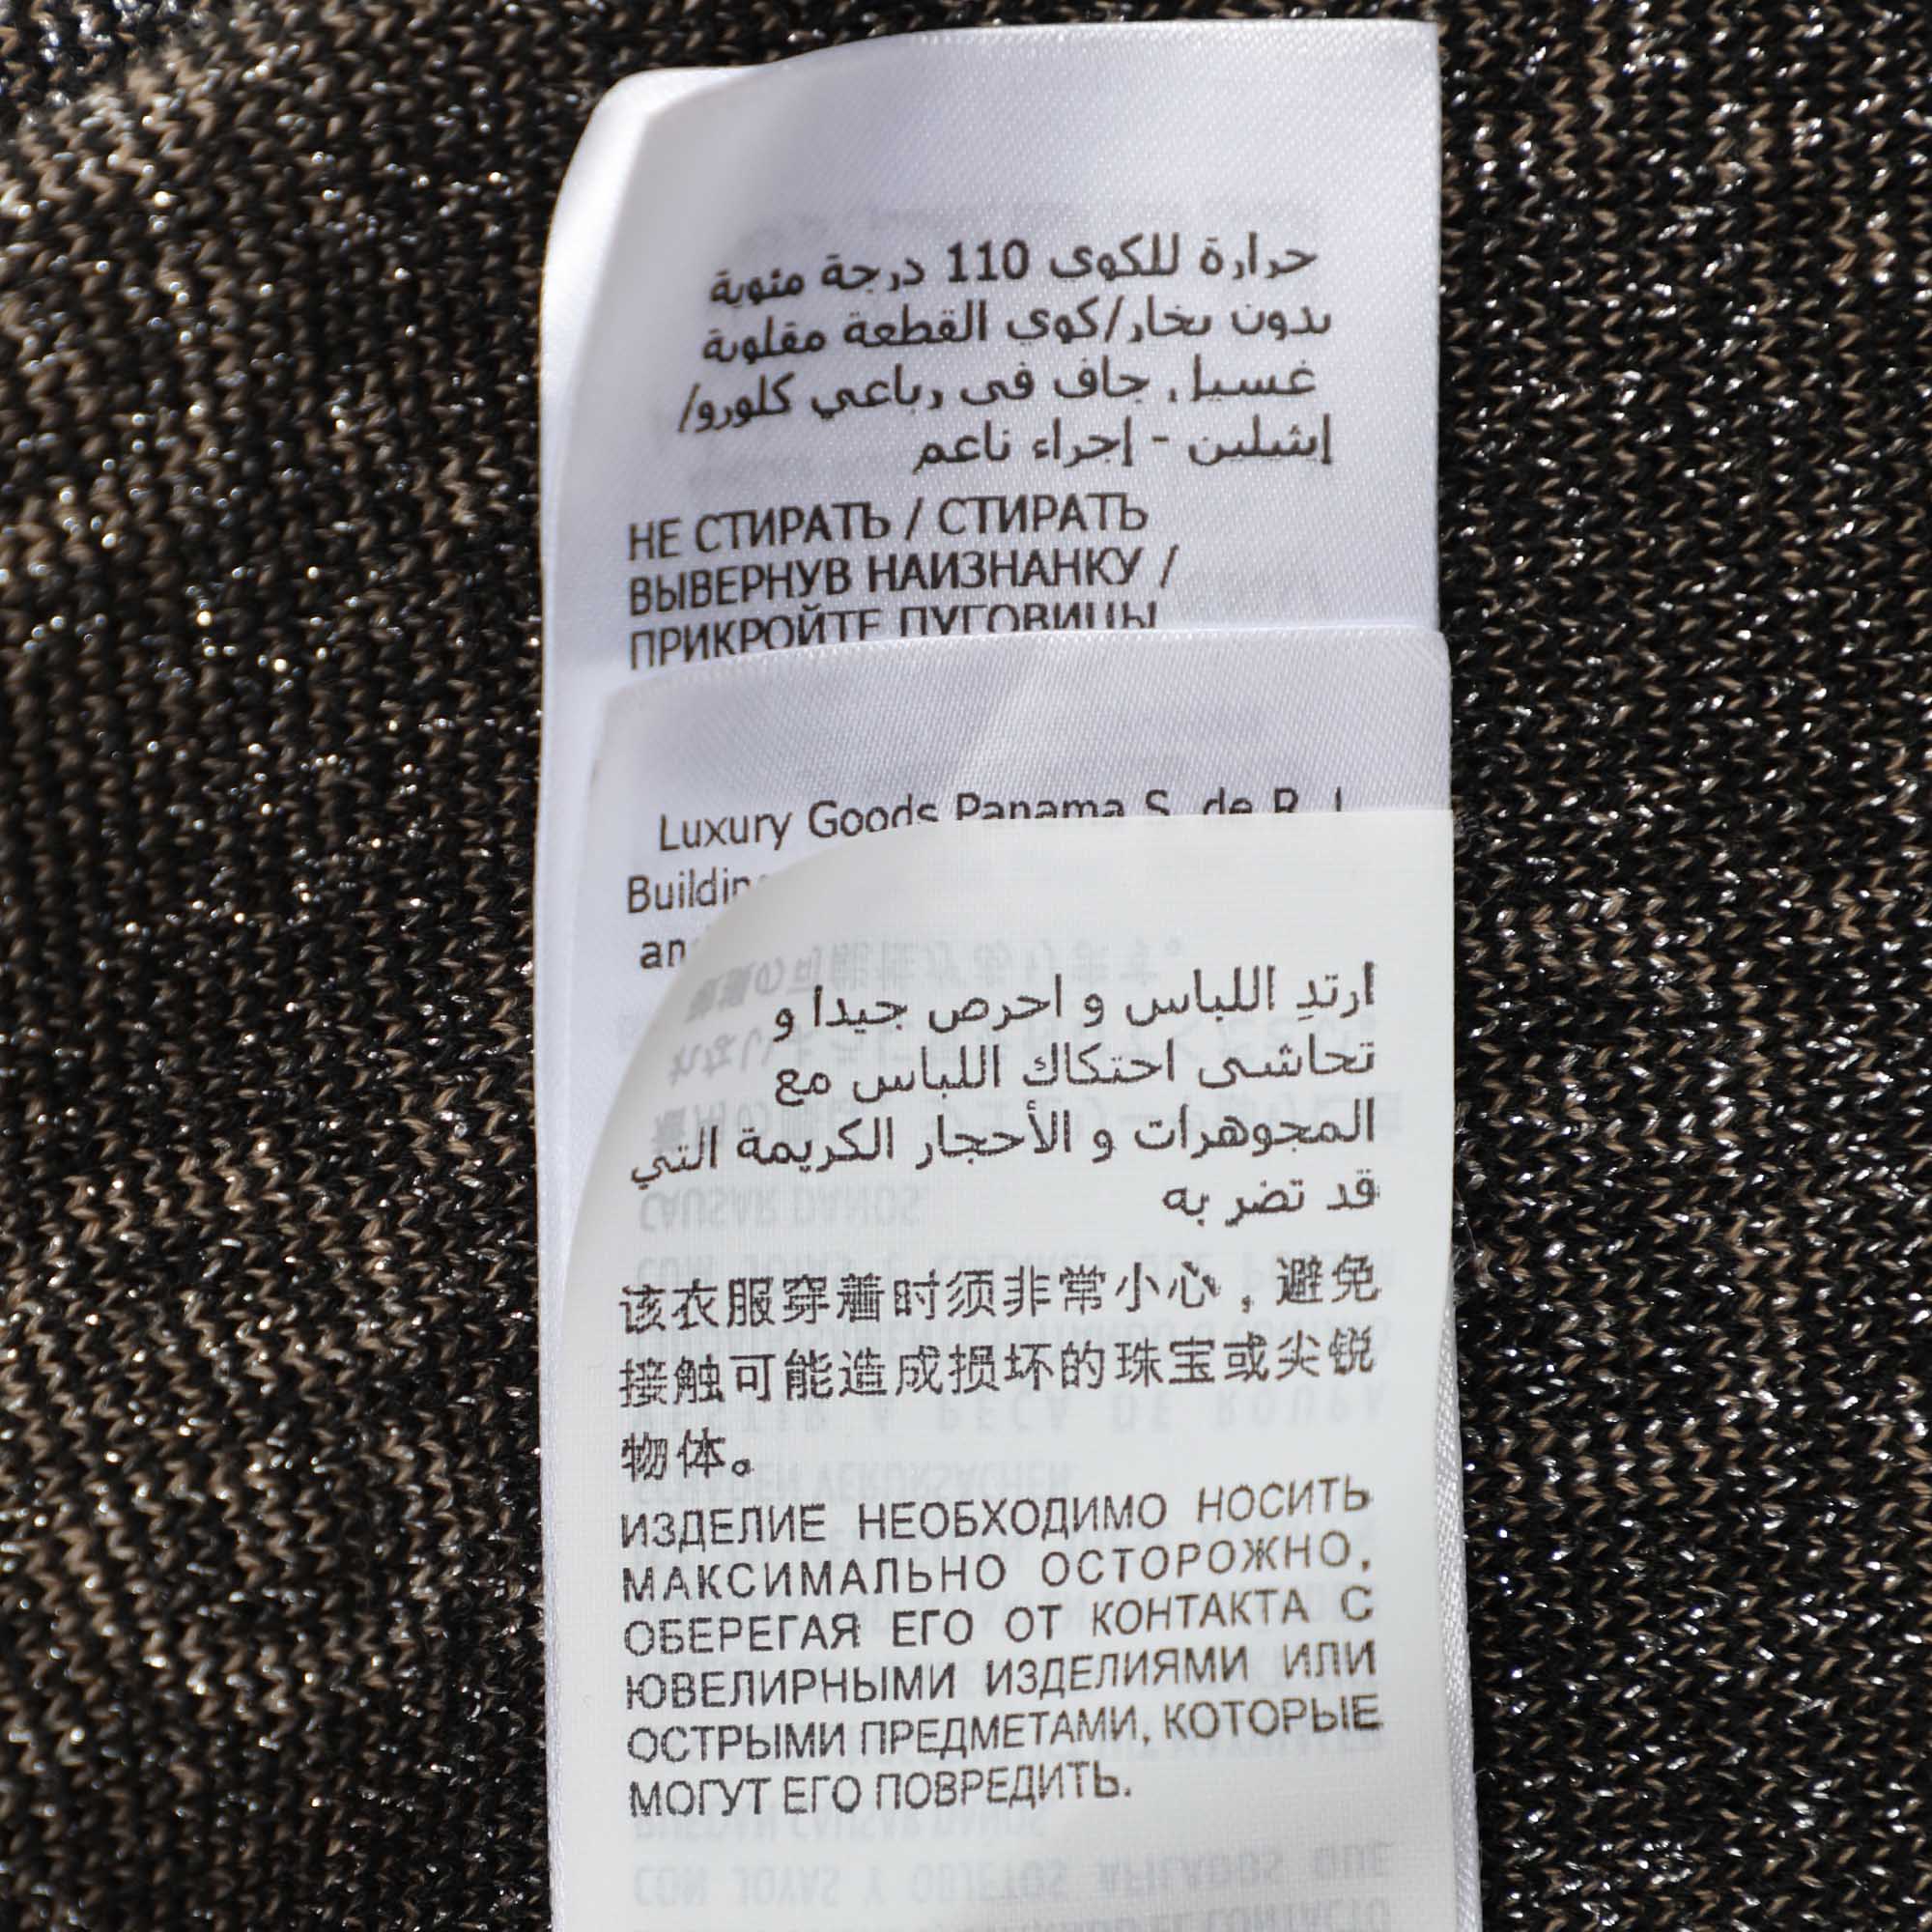 حرارة للكوى 110 درجة مئوية
بدون بخار/كوى القطعة مقلوبة
غسيل جاف فى رباعي كلورو/
إيثيلين - إجراء ناعم
НЕ СТИРАТЬ / СТИРАТЬ
ВЫВЕРНУВ НАИЗНАНКУ /
ПРИКРОЙТЕ ПУГОВИЦЫ
Luxury Goods Panama S. de R. L
ارتدِ اللباس و احرص جيدا و
تحاشى احتكاك اللباس مع
المجوهرات و الأحجار الكريمة التي
قد تضر به
该衣服穿着时须非常小心，避免
接触可能造成损坏的珠宝或尖锐
物体。
ИЗДЕЛИЕ НЕОБХОДИМО НОСИТЬ
МАКСИМАЛЬНО ОСТОРОЖНО,
ОБЕРЕГАЯ ЕГО ОТ КОНТАКТА С
ЮВЕЛИРНЫМИ ИЗДЕЛИЯМИ ИЛИ
ОСТРЫМИ ПРЕДМЕТАМИ, КОТОРЫЕ
МОГУТ ЕГО ПОВРЕДИТЬ.